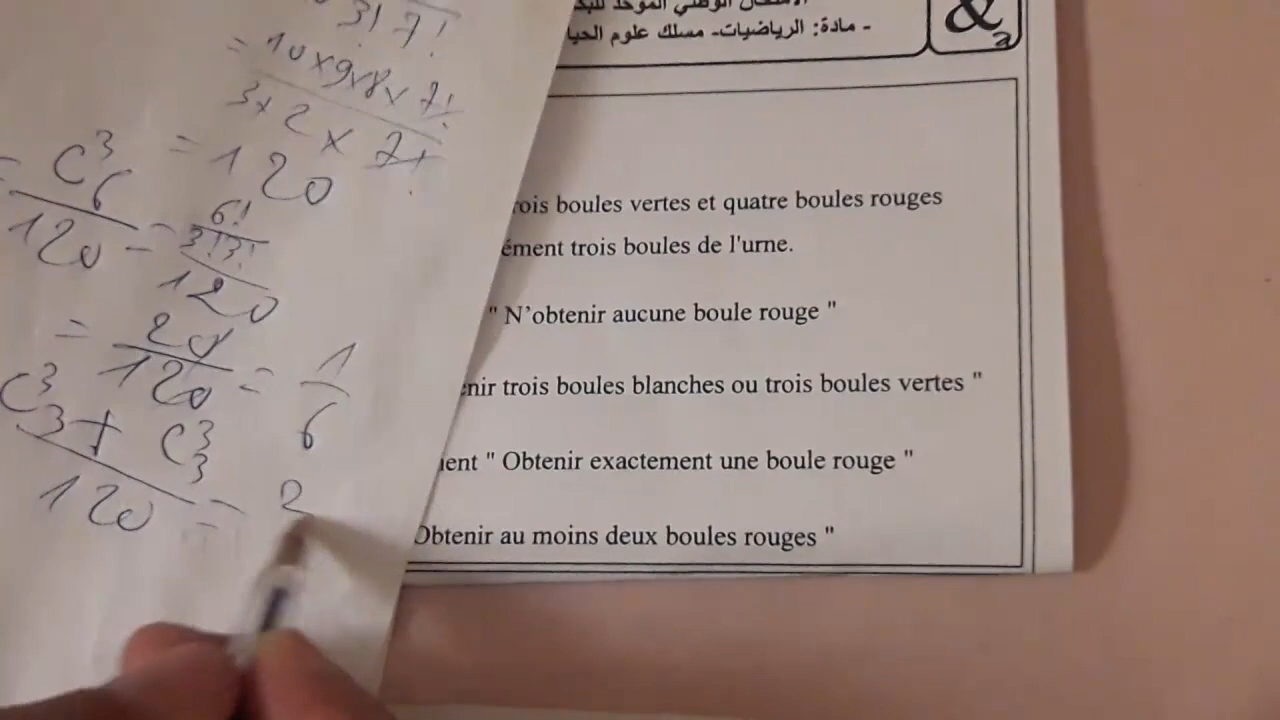 3! 7!
= 10 x 9 x 8 x 7!
3 x 2 x 7!
= 120
= C³₆
120
= 6!
3! 3!
120
= 20
120
= 1
6
C³₃ + C³₃
120
= 2
- مادة: الرياضيات- مسلك علوم الحيا
&
a
rois boules vertes et quatre boules rouges
ément trois boules de l'urne.
" N'obtenir aucune boule rouge "
enir trois boules blanches ou trois boules vertes "
ment " Obtenir exactement une boule rouge "
Obtenir au moins deux boules rouges "